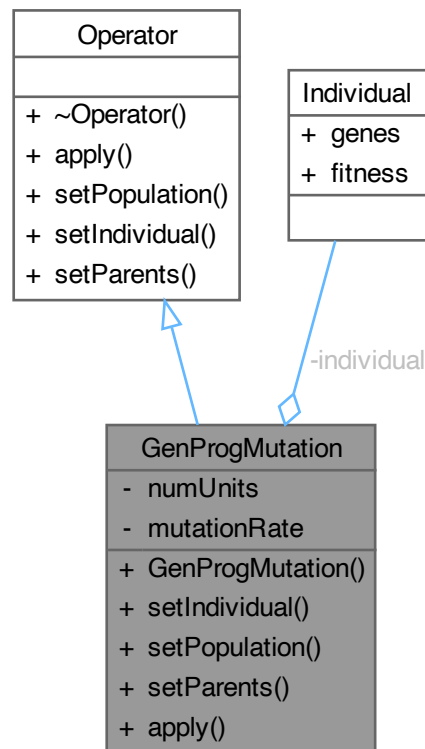 Operator
+ ~Operator()
+ apply()
+ setPopulation()
+ setIndividual()
+ setParents()
Individual
+ genes
+ fitness
-individual
GenProgMutation
- numUnits
- mutationRate
+ GenProgMutation()
+ setIndividual()
+ setPopulation()
+ setParents()
+ apply()